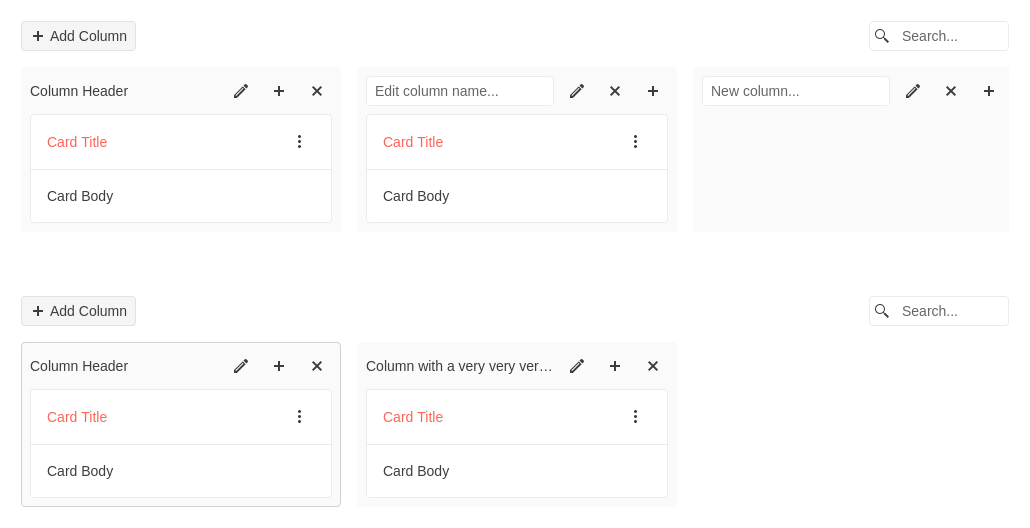 Add Column
Search...
Column Header
Edit column name...
New column...
Card Title
Card Title
Card Body
Card Body
Add Column
Search...
Column Header
Column with a very very ver...
Card Title
Card Title
Card Body
Card Body